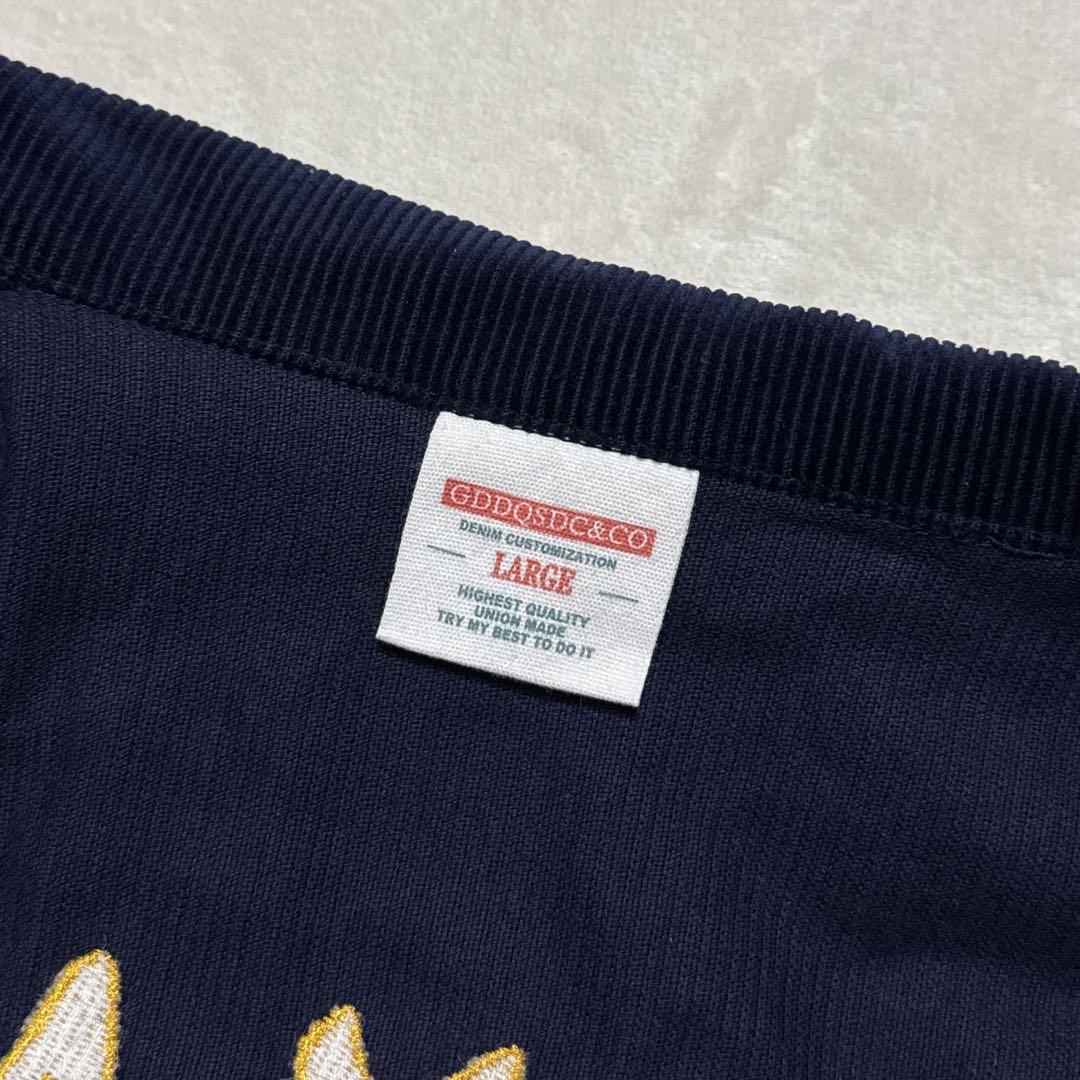 GDDQSDC&CO
DENIM CUSTOMIZATION
LARGE
HIGHEST QUALITY
UNION MADE
TRY MY BEST TO DO IT